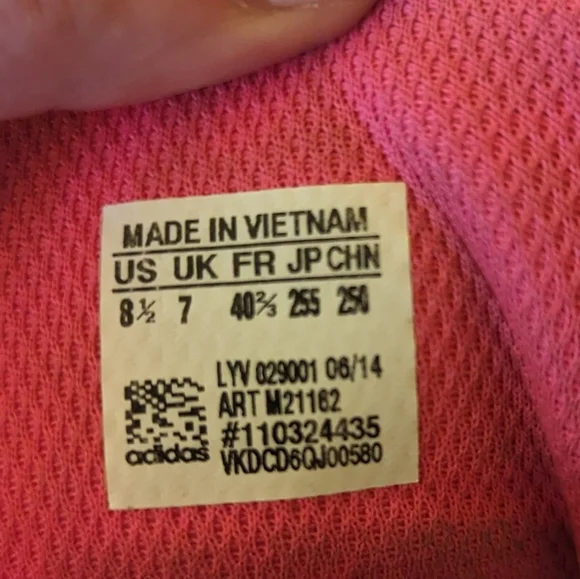 MADE IN VIETNAM
US UK FR JP CHN
8½ 7 40⅔ 255
LYV 029001 06/14
ART M21162
#110324435
adidas VKDCD6QJ00580